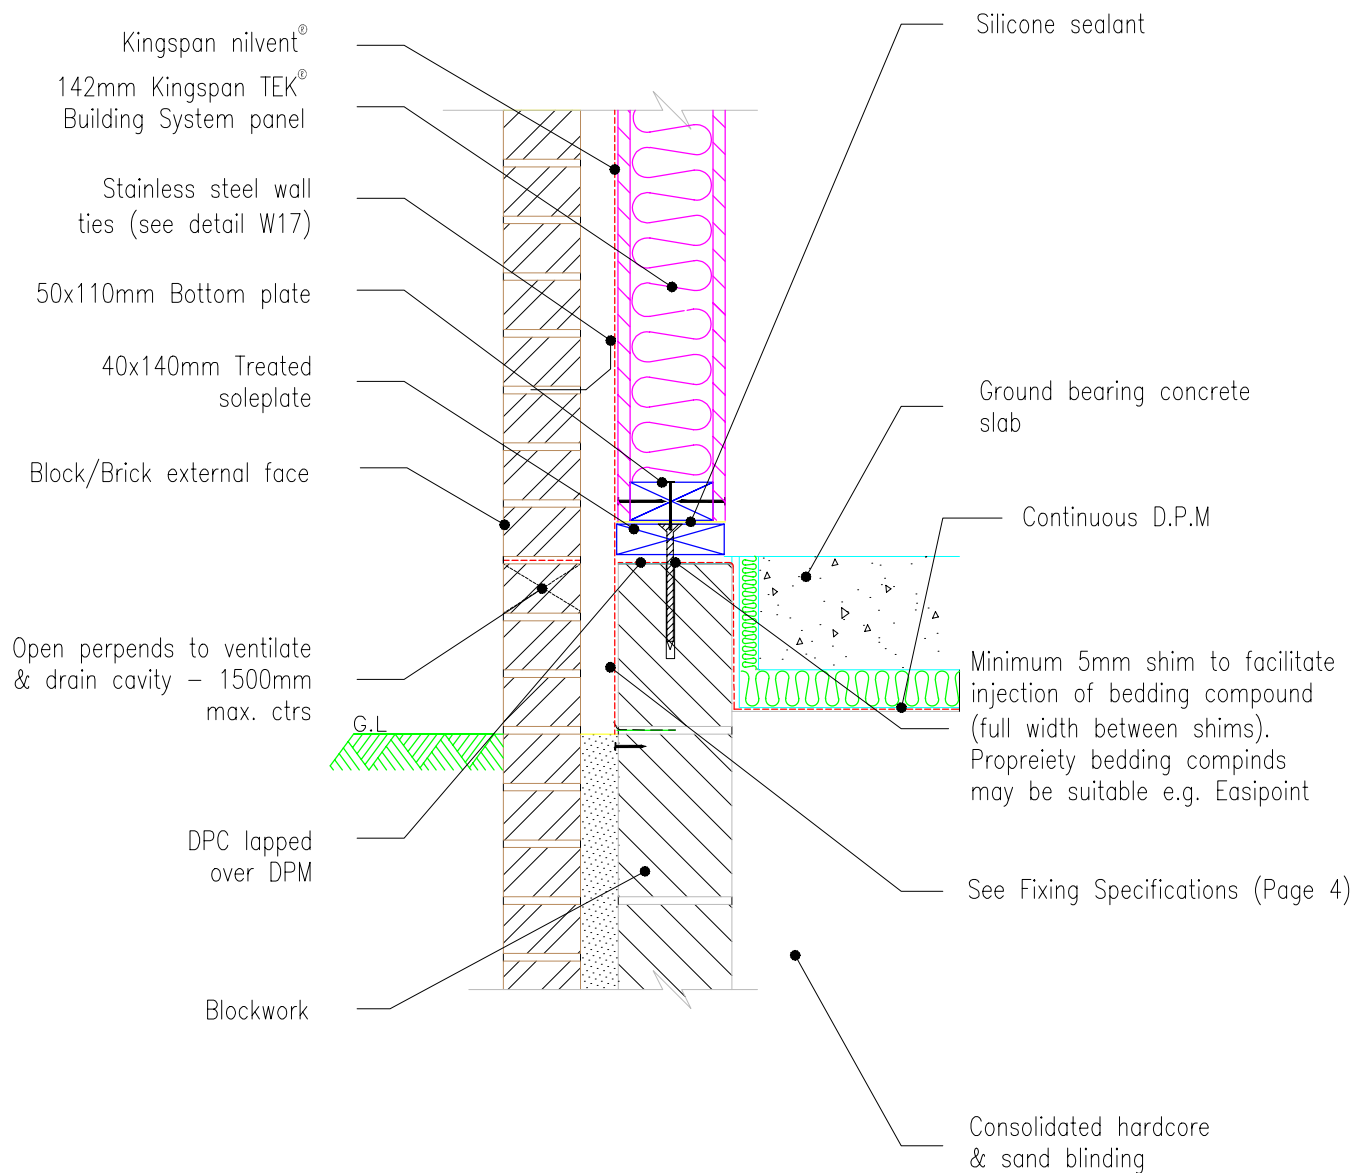 Kingspan nilvent®
142mm Kingspan TEK®
Building System panel
Stainless steel wall
ties (see detail W17)
50x110mm Bottom plate
40x140mm Treated
soleplate
Block/Brick external face
Open perpends to ventilate
& drain cavity – 1500mm
max. ctrs
G.L
DPC lapped
over DPM
Blockwork
Silicone sealant
Ground bearing concrete
slab
Continuous D.P.M
Minimum 5mm shim to facilitate
injection of bedding compound
(full width between shims).
Propreiety bedding compinds
may be suitable e.g. Easipoint
See Fixing Specifications (Page 4)
Consolidated hardcore
& sand blinding